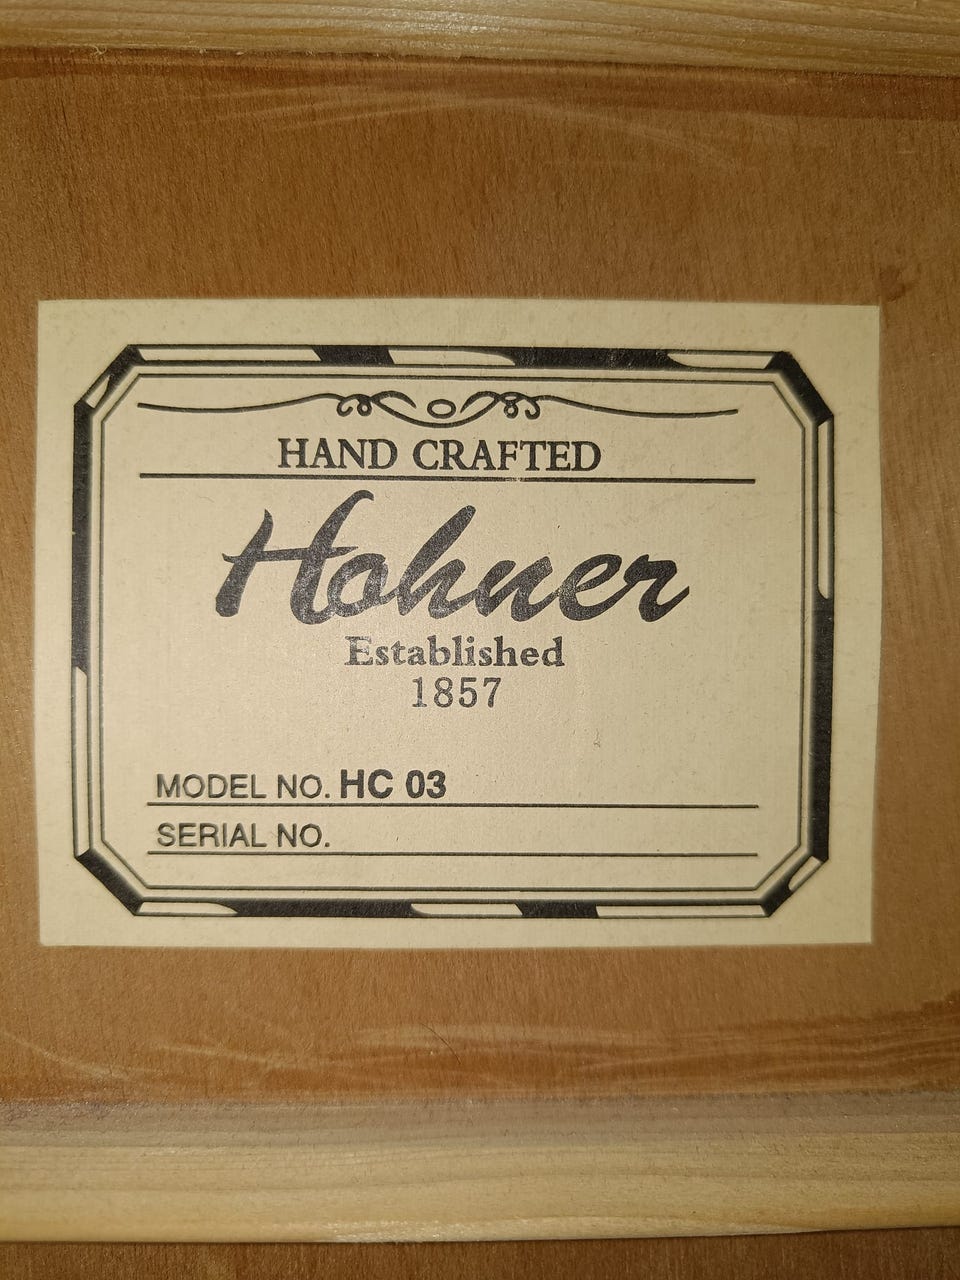 HAND CRAFTED
Hohner
Established
1857
MODEL NO. HC 03
SERIAL NO.